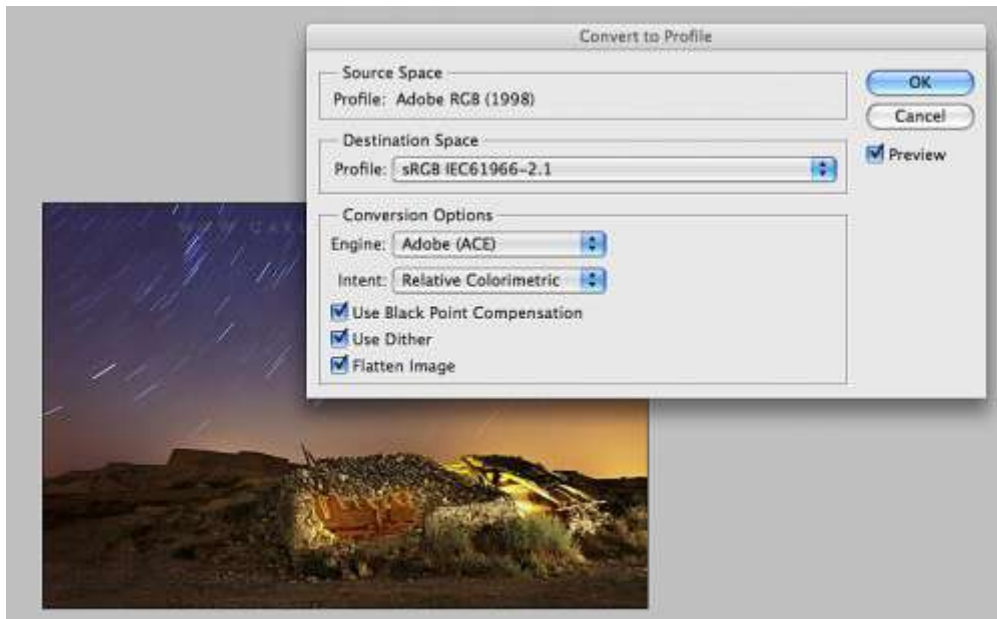 Convert to Profile
Source Space
Profile: Adobe RGB (1998)
OK
Cancel
Preview
Destination Space
Profile: sRGB IEC61966-2.1
Conversion Options
Engine: Adobe (ACE)
Intent: Relative Colorimetric
Use Black Point Compensation
Use Dither
Flatten Image